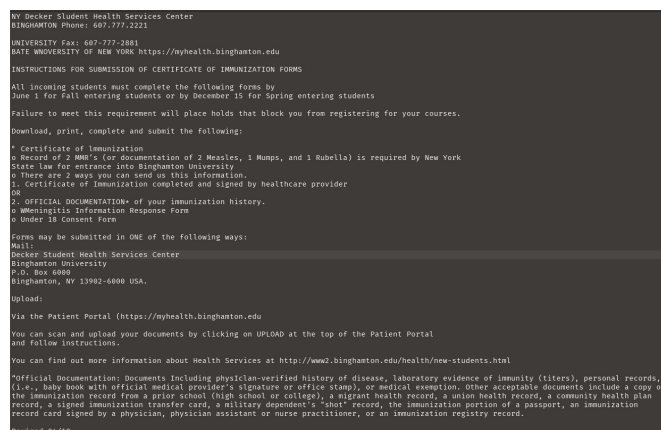 NY Decker Student Health Services Center
BINGHAMTON Phone: 607.777.2221
UNIVERSITY Fax: 607-777-2881
BATE WNOVERSITY OF NEW YORK https://myhealth.binghamton.edu
INSTRUCTIONS FOR SUBMISSION OF CERTIFICATE OF IMMUNIZATION FORMS
All incoming students must complete the following forms by
June 1 for Fall entering students or by December 15 for Spring entering students
Failure to meet this requirement will place holds that block you from registering for your courses.
Download, print, complete and submit the following:
° Certificate of lmmunization
o Record of 2 MMR's (or documentation of 2 Measles, 1 Mumps, and 1 Rubella) is required by New York
State law for entrance into Binghamton University
o There are 2 ways you can send us this information.
1. Certificate of Immunization completed and signed by healthcare provider
OR
2. OFFICIAL DOCUMENTATION* of your immunization history.
o WMeningitis Information Response Form
o Under 18 Consent Form
Forms may be submitted in ONE of the following ways:
Mail:
Decker Student Health Services Center
Binghamton University
P.O. Box 6000
Binghamton, NY 13902-6000 USA.
Upload:
Via the Patient Portal (https://myhealth.binghamton.edu
You can scan and upload your documents by clicking on UPLOAD at the top of the Patient Portal
and follow instructions.
You can find out more information about Health Services at http://www2.binghamton.edu/health/new-students.html
“Official Documentation: Documents Including physIclan-verified history of disease, laboratory evidence of immunity (titers), personal records,
(i.e., baby book with official medical provider's sIgnature or office stamp), or medical exemption. Other acceptable documents include a copy o
the immunization record from a prior school (high school or college), a migrant health record, a union health record, a community health plan
record, a signed immunization transfer card, a military dependent's "shot" record, the immunization portion of a passport, an immunization
record card signed by a physician, physician assistant or nurse practitioner, or an immunization registry record.